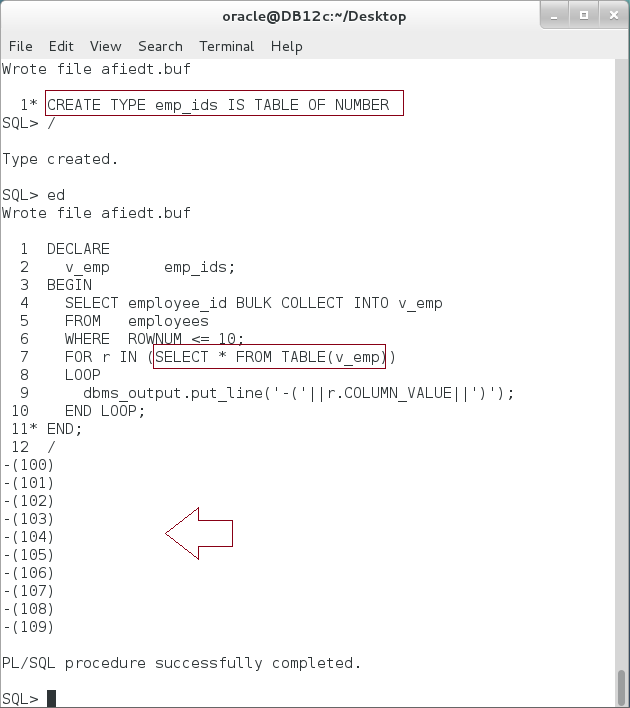 oracle@DB12c:~/Desktop
File Edit View Search Terminal Help
Wrote file afiedt.buf
1* CREATE TYPE emp_ids IS TABLE OF NUMBER
SQL> /
Type created.
SQL> ed
Wrote file afiedt.buf
1 DECLARE
2 v_emp emp_ids;
3 BEGIN
4 SELECT employee_id BULK COLLECT INTO v_emp
5 FROM employees
6 WHERE ROWNUM <= 10;
7 FOR r IN (SELECT * FROM TABLE(v_emp))
8 LOOP
9 dbms_output.put_line('-('||r.COLUMN_VALUE||')');
10 END LOOP;
11* END;
12 /
-(100)
-(101)
-(102)
-(103)
-(104)
-(105)
-(106)
-(107)
-(108)
-(109)
PL/SQL procedure successfully completed.
SQL>